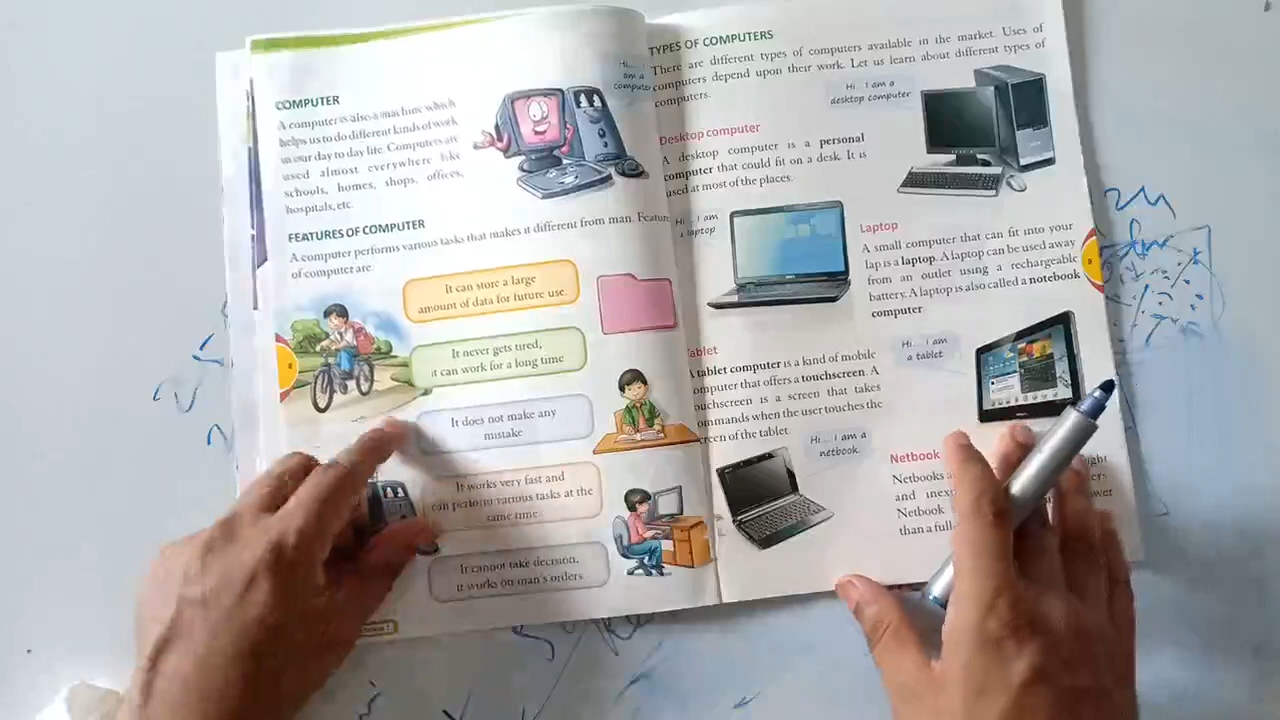 COMPUTER
A computer is also a machine which
helps us to do different kinds of work
in our day to day life. Computers are
used almost everywhere like
schools, homes, shops, offices,
hospitals, etc.
Hi...
am a
computer
FEATURES OF COMPUTER
A computer performs various tasks that makes it different from man. Feature
of computer are:
It can store a large
amount of data for future use.
It never gets tired,
it can work for a long time
It does not make any
mistake
It works very fast and
can perform various tasks at the
same time.
It cannot take decision,
it works on man's orders
8
TYPES OF COMPUTERS
There are different types of computers available in the market. Uses of
computers depend upon their work. Let us learn about different types of
computers.
Hi... I am a
desktop computer
Desktop computer
A desktop computer is a personal
computer that could fit on a desk. It is
used at most of the places.
Hi... I am
a laptop
Laptop
A small computer that can fit into your
lap is a laptop. A laptop can be used away
from an outlet using a rechargeable
battery. A laptop is also called a notebook
computer.
Hi... I am
a tablet
ablet
A tablet computer is a kind of mobile
omputer that offers a touchscreen. A
ouchscreen is a screen that takes
ommands when the user touches the
creen of the tablet.
Hi... I am a
netbook.
Netbook
Netbooks
and
Netbook
than a full